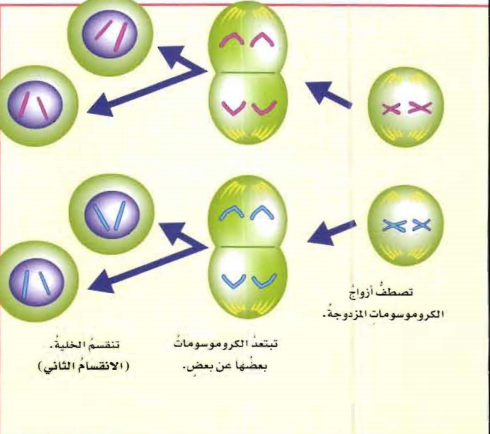 تصطفُّ أزواجُ
الكروموسوماتِ المزدوجةُ.
تبتعدُ الكروموسوماتُ
بعضُها عن بعضٍ.
تنقسمُ الخليةُ.
(الانقسامُ الثاني)